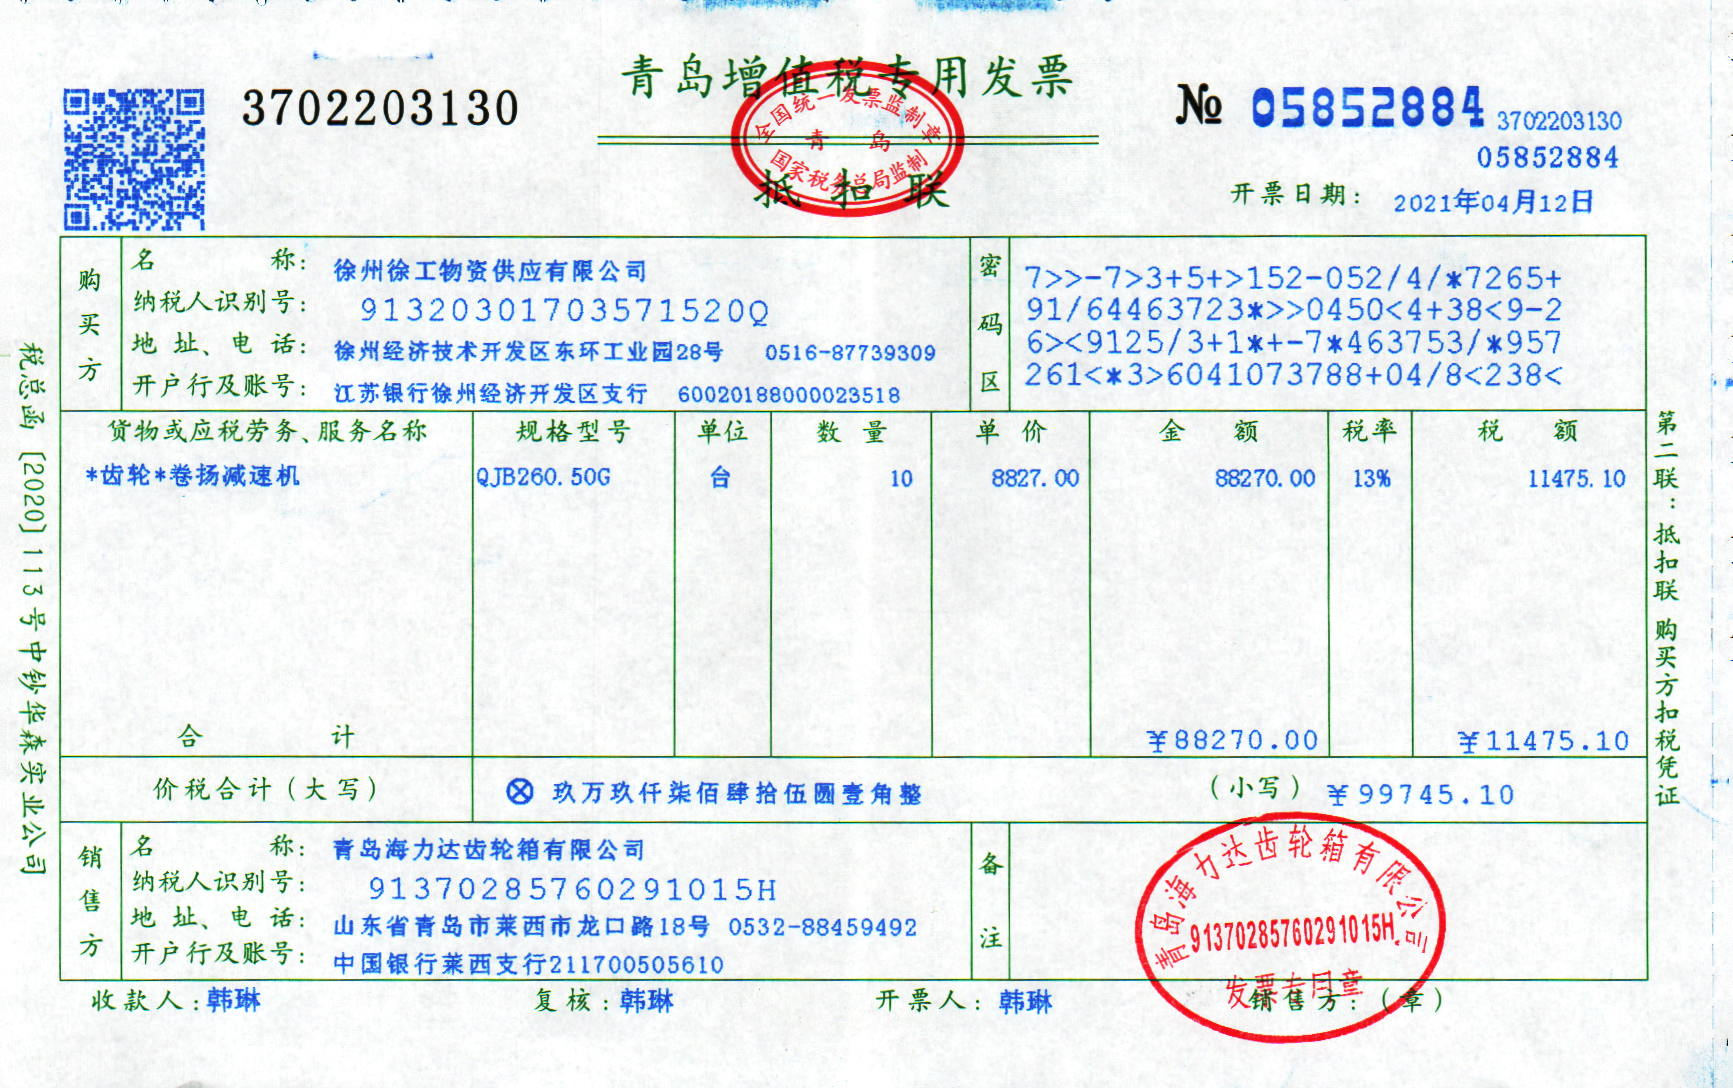 青岛增值税专用发票
3702203130
№ 05852884
3702203130
05852884
全国统一发票监制章
青岛
国家税务总局监制
抵扣联
开票日期： 2021年04月12日
购买方
名称： 徐州徐工物资供应有限公司
纳税人识别号： 91320301703571520Q
地址、电话： 徐州经济技术开发区东环工业园28号 0516-87739309
开户行及账号： 江苏银行徐州经济开发区支行 60020188000023518
密码区
7>>-7>3+5+>152-052/4/*7265+
91/64463723*>>0450<4+38<9-2
6><9125/3+1*+-7*463753/*957
261<*3>6041073788+04/8<238<
货物或应税劳务、服务名称 规格型号 单位 数量 单价 金额 税率 税额
*齿轮*卷扬减速机 QJB260.50G 台 10 8827.00 88270.00 13% 11475.10
合计 ¥88270.00 ¥11475.10
价税合计（大写） ⊗ 玖万玖仟柒佰肆拾伍圆壹角整 （小写） ¥99745.10
销售方
名称： 青岛海力达齿轮箱有限公司
纳税人识别号： 91370285760291015H
地址、电话： 山东省青岛市莱西市龙口路18号 0532-88459492
开户行及账号： 中国银行莱西支行211700505610
备注
青岛海力达齿轮箱有限公司
91370285760291015H
发票专用章
收款人：韩琳 复核：韩琳 开票人：韩琳 销售方：（章）
税总函〔2020〕113号中钞华森实业公司
第二联：抵扣联 购买方扣税凭证